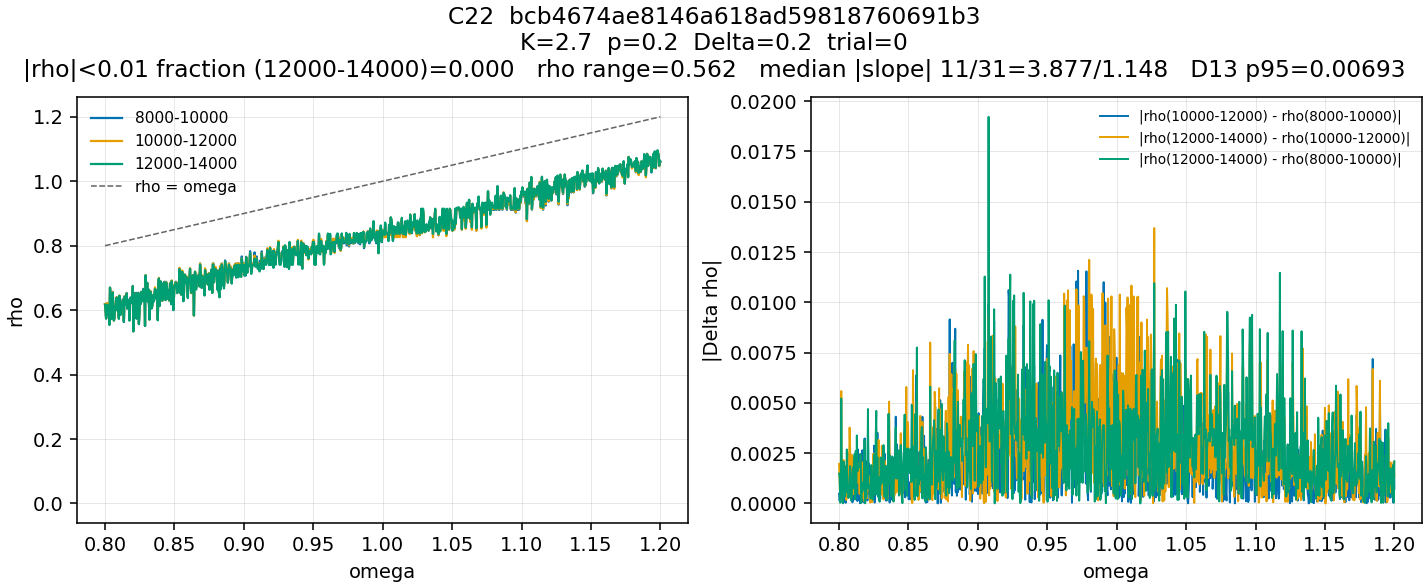 C22  bcb4674ae8146a618ad59818760691b3
K=2.7  p=0.2  Delta=0.2  trial=0
|rho|<0.01 fraction (12000-14000)=0.000   rho range=0.562   median |slope| 11/31=3.877/1.148   D13 p95=0.00693
rho
1.2
1.0
0.8
0.6
0.4
0.2
0.0
8000-10000
10000-12000
12000-14000
rho = omega
0.80 0.85 0.90 0.95 1.00 1.05 1.10 1.15 1.20
omega
|Delta rho|
0.0200
0.0175
0.0150
0.0125
0.0100
0.0075
0.0050
0.0025
0.0000
|rho(10000-12000) - rho(8000-10000)|
|rho(12000-14000) - rho(10000-12000)|
|rho(12000-14000) - rho(8000-10000)|
0.80 0.85 0.90 0.95 1.00 1.05 1.10 1.15 1.20
omega